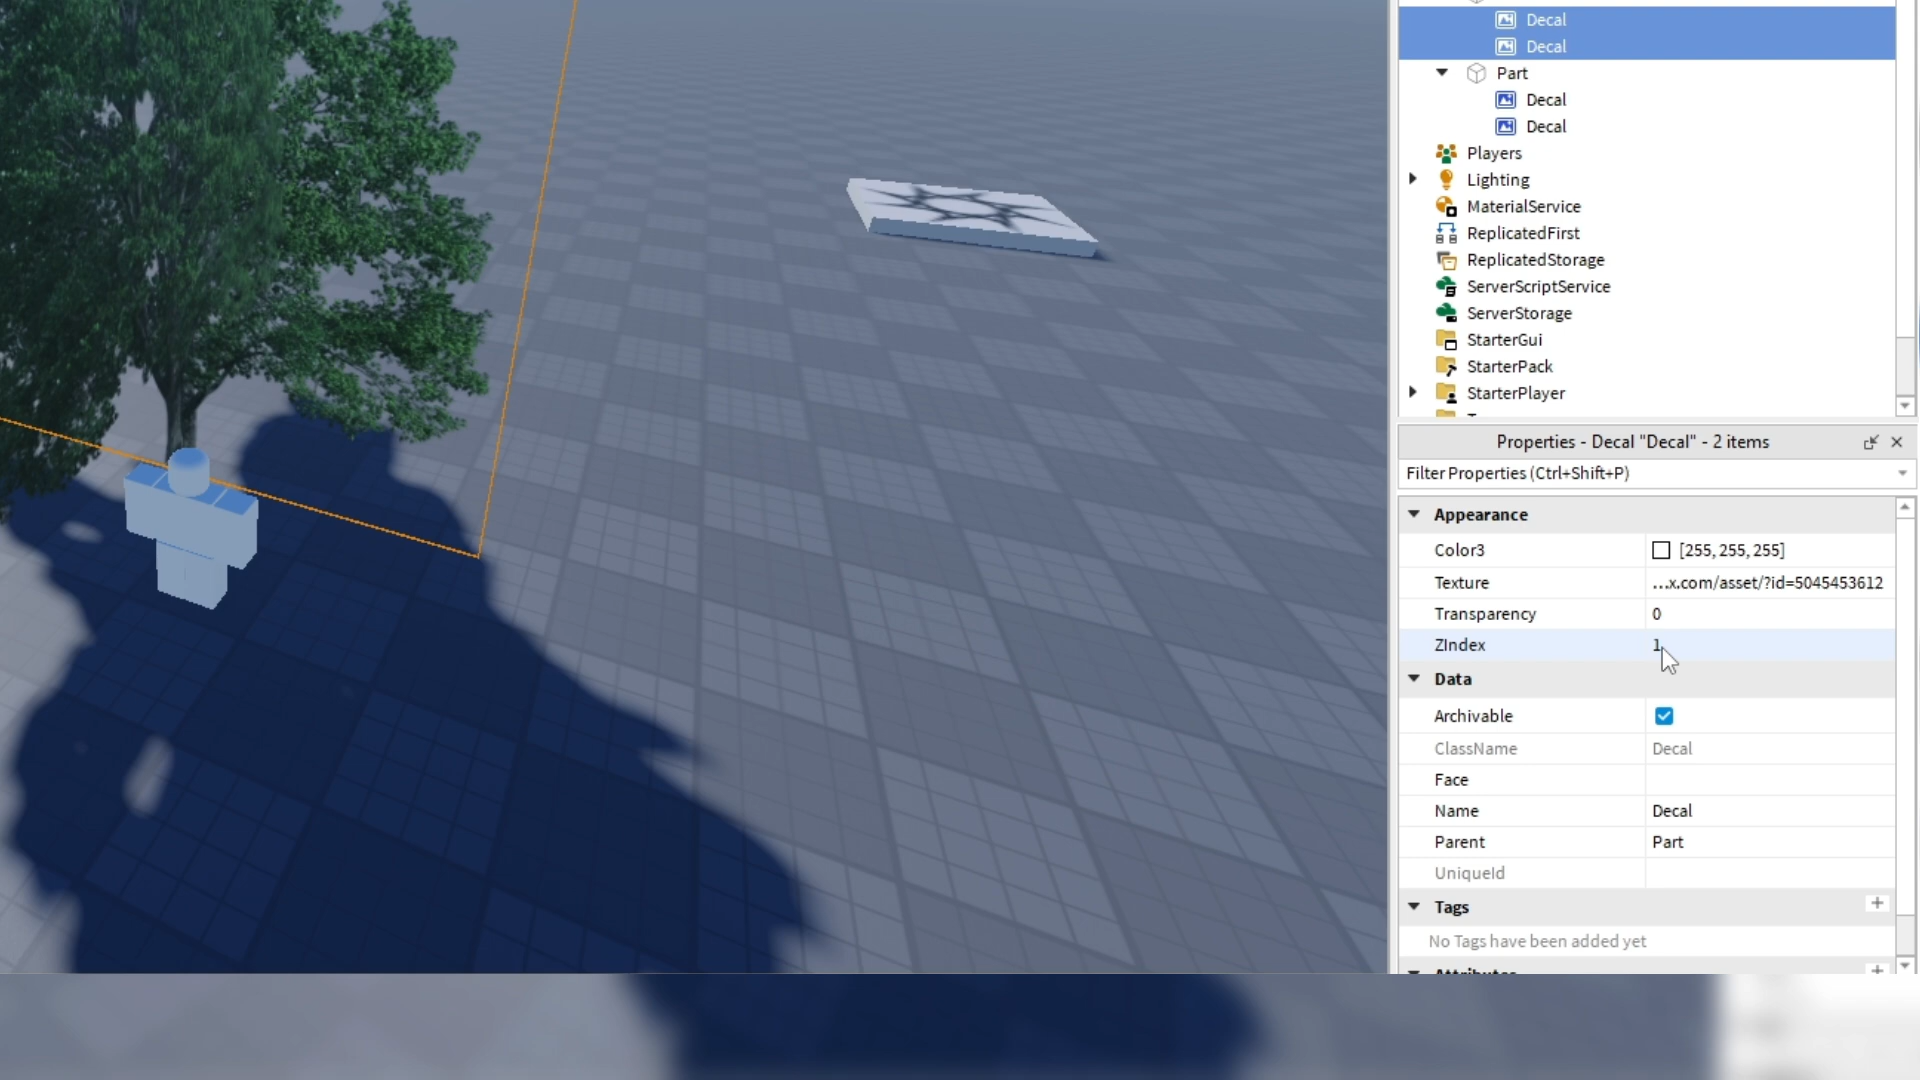 Decal
Decal
Part
Decal
Decal
Players
Lighting
MaterialService
ReplicatedFirst
ReplicatedStorage
ServerScriptService
ServerStorage
StarterGui
StarterPack
StarterPlayer
Properties - Decal "Decal" - 2 items
Filter Properties (Ctrl+Shift+P)
Appearance
Color3 [255, 255, 255]
Texture ...x.com/asset/?id=5045453612
Transparency 0
ZIndex 1
Data
Archivable
ClassName Decal
Face
Name Decal
Parent Part
UniqueId
Tags
No Tags have been added yet
Attributes